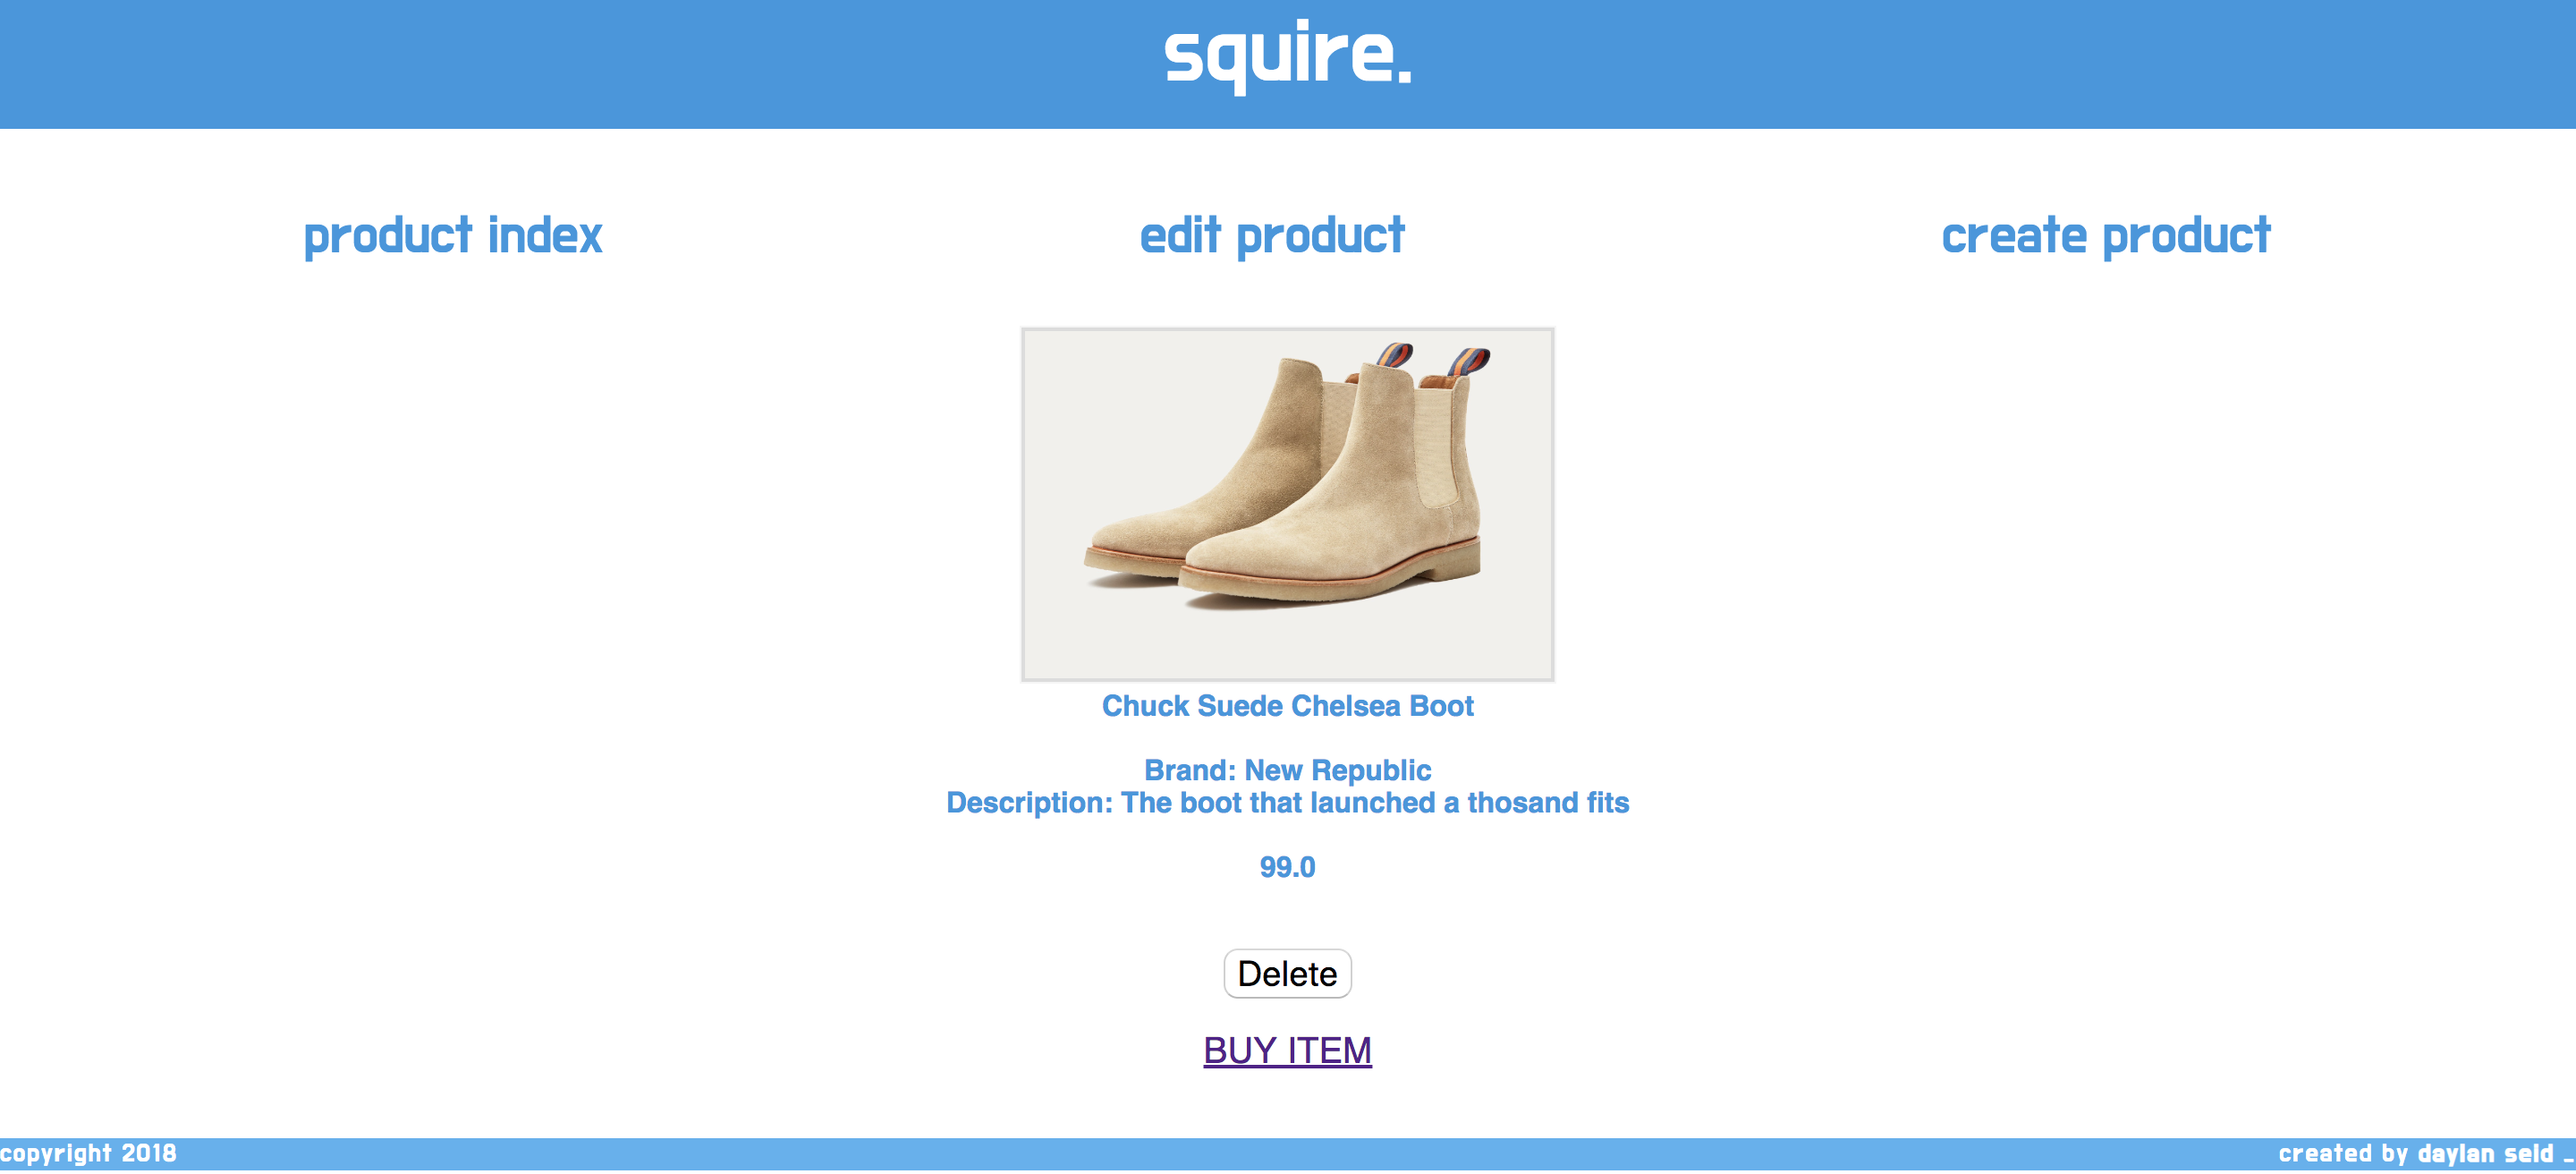 squire.
product index
edit product
create product
Chuck Suede Chelsea Boot
Brand: New Republic
Description: The boot that launched a thosand fits
99.0
Delete
BUY ITEM
copyright 2018
created by daylan seld _